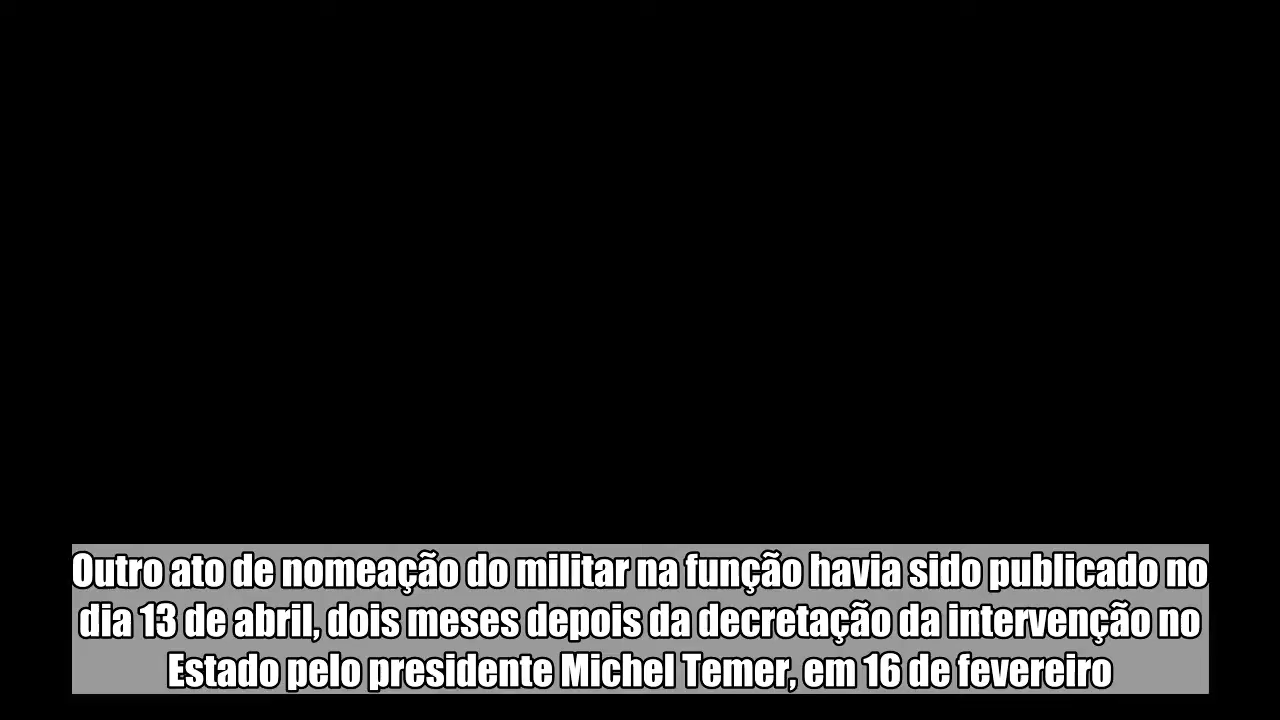 Outro ato de nomeação do militar na função havia sido publicado no
dia 13 de abril, dois meses depois da decretação da intervenção no
Estado pelo presidente Michel Temer, em 16 de fevereiro